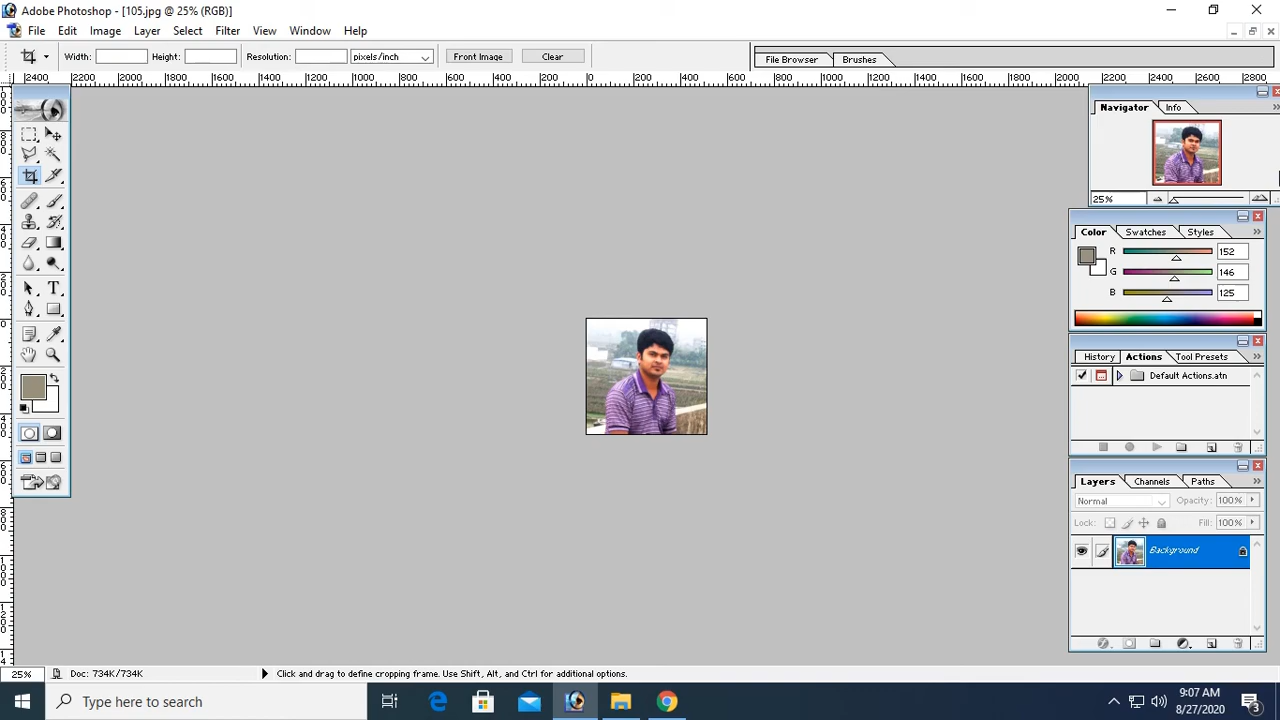 Adobe Photoshop - [105.jpg @ 25% (RGB)]
File Edit Image Layer Select Filter View Window Help
Width: Height: Resolution: pixels/inch Front Image Clear File Browser Brushes
2400 2200 2000 1800 1600 1400 1200 1000 800 600 400 200 0 200 400 600 800 1000 1200 1400 1600 1800 2000 2200 2400 2600 2800
Navigator Info
25%
Color Swatches Styles
R 152
G 146
B 125
History Actions Tool Presets
Default Actions.atn
Layers Channels Paths
Normal Opacity: 100%
Lock: Fill: 100%
Background
25% Doc: 734K/734K Click and drag to define cropping frame. Use Shift, Alt, and Ctrl for additional options.
Type here to search
9:07 AM
8/27/2020
3